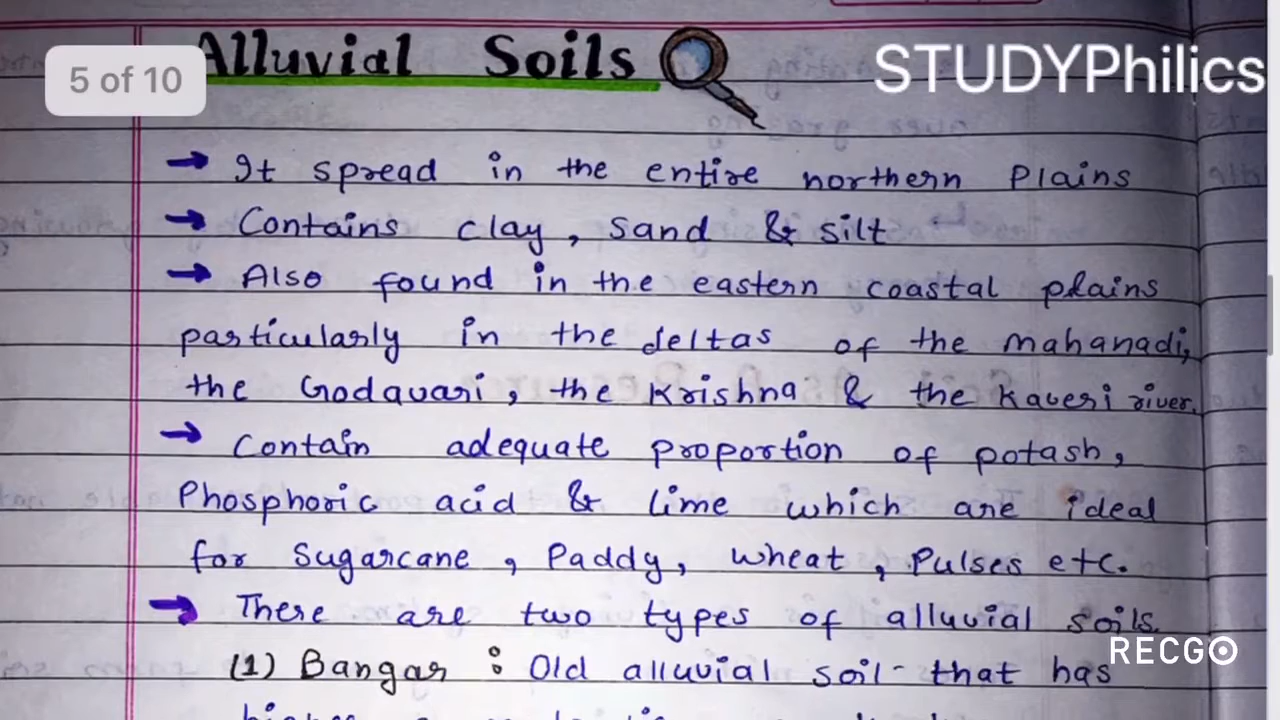 Alluvial Soils
5 of 10
STUDYPhilics
→ It spread in the entire northern Plains
→ Contains clay, sand & silt
→ Also found in the eastern coastal plains
particularly in the deltas of the mahanadi,
the Godavari, the Krishna & the Kaveri river.
→ Contain adequate proportion of potash,
Phosphoric acid & lime which are ideal
for Sugarcane, Paddy, wheat, Pulses etc.
→ There are two types of alluvial soils.
RECGO
(1) Bangar : Old alluvial soil that has